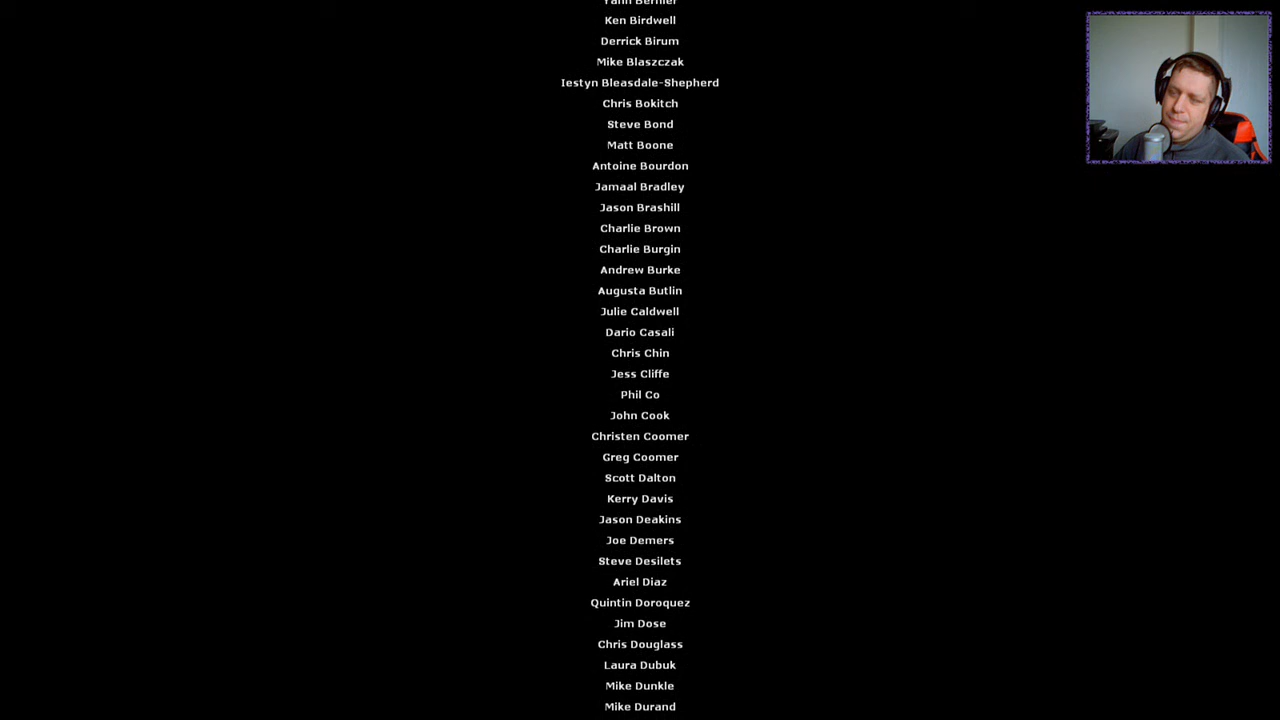 Yann Bernier
Ken Birdwell
Derrick Birum
Mike Blaszczak
Iestyn Bleasdale-Shepherd
Chris Bokitch
Steve Bond
Matt Boone
Antoine Bourdon
Jamaal Bradley
Jason Brashill
Charlie Brown
Charlie Burgin
Andrew Burke
Augusta Butlin
Julie Caldwell
Dario Casali
Chris Chin
Jess Cliffe
Phil Co
John Cook
Christen Coomer
Greg Coomer
Scott Dalton
Kerry Davis
Jason Deakins
Joe Demers
Steve Desilets
Ariel Diaz
Quintin Doroquez
Jim Dose
Chris Douglass
Laura Dubuk
Mike Dunkle
Mike Durand